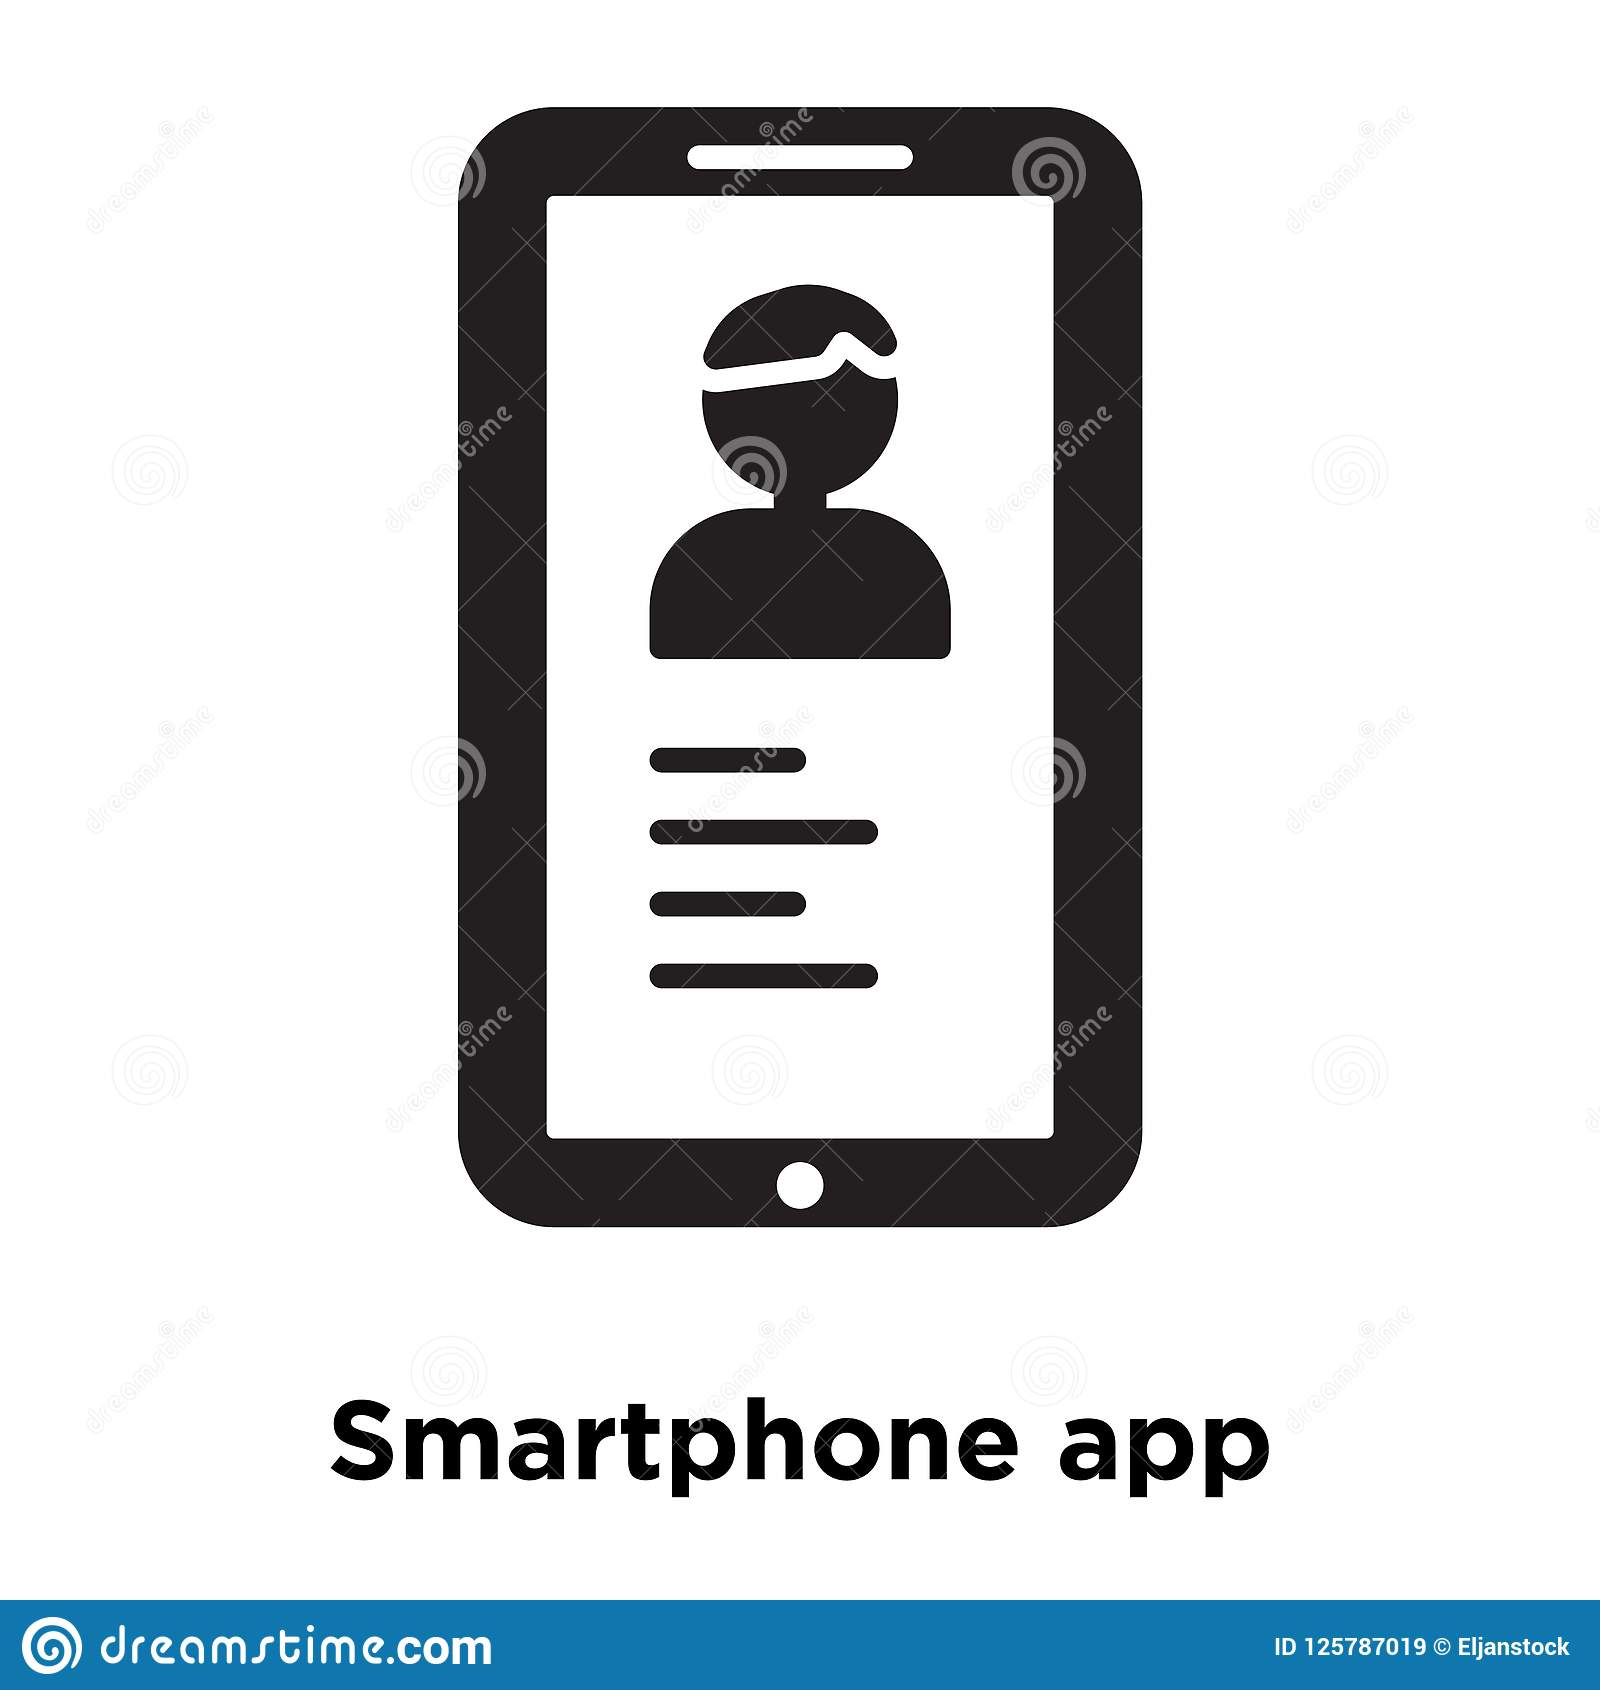 Smartphone app
dreamstime.com
ID 125787019 © Eljanstock